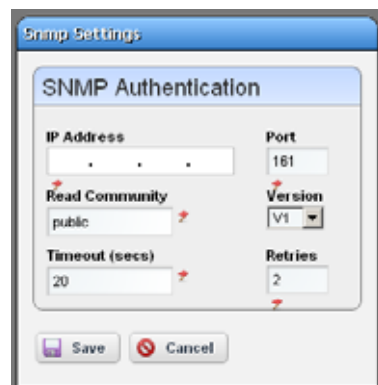 Snmp Settings
SNMP Authentication
IP Address Port
. . . 161
Read Community Version
public V1
Timeout (secs) Retries
20 2
Save Cancel